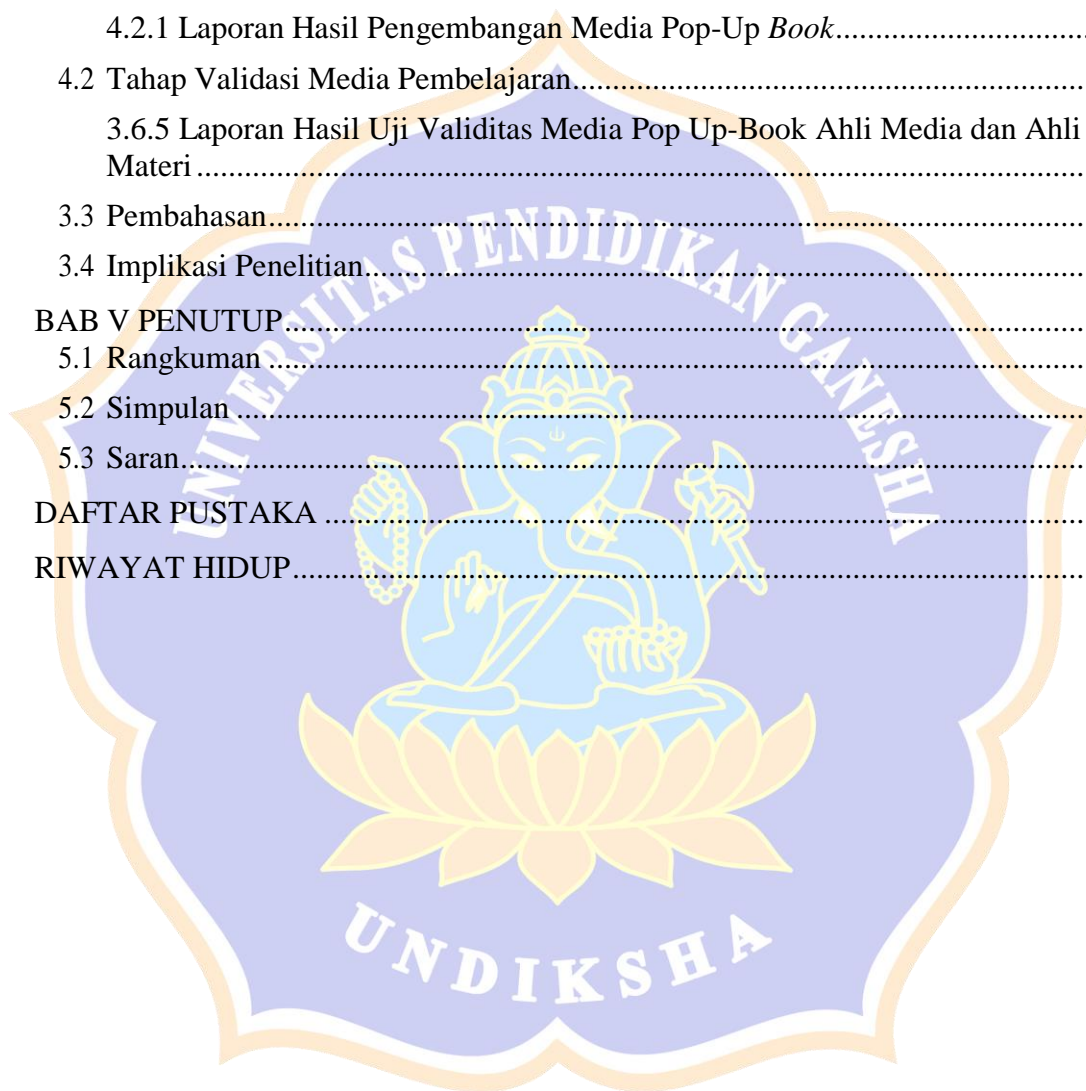 4.2.1 Laporan Hasil Pengembangan Media Pop-Up Book..............................
4.2 Tahap Validasi Media Pembelajaran..............................................................
3.6.5 Laporan Hasil Uji Validitas Media Pop Up-Book Ahli Media dan Ahli
Materi ..........................................................................................................
3.3 Pembahasan..................................................................................................
3.4 Implikasi Penelitian.......................................................................................
BAB V PENUTUP................................................................................................
5.1 Rangkuman ..................................................................................................
5.2 Simpulan ......................................................................................................
5.3 Saran.............................................................................................................
DAFTAR PUSTAKA ...........................................................................................
RIWAYAT HIDUP...............................................................................................
UNIVERSITAS PENDIDIKAN GANESHA
UNDIKSHA